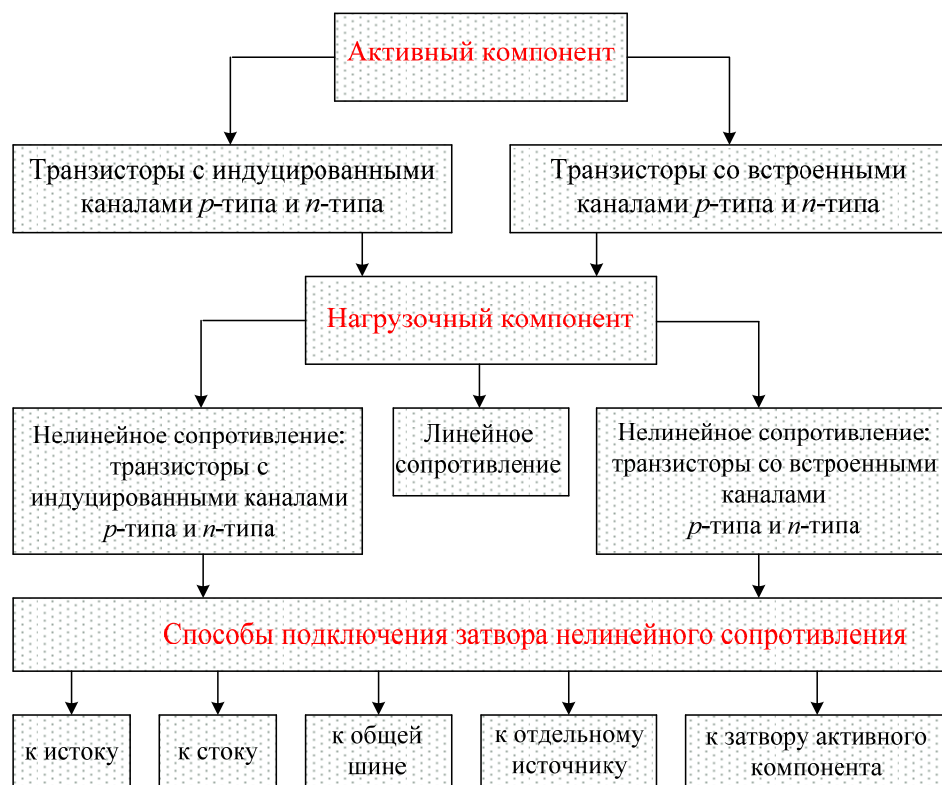 Активный компонент
Транзисторы с индуцированными
каналами p-типа и n-типа
Транзисторы со встроенными
каналами p-типа и n-типа
Нагрузочный компонент
Нелинейное сопротивление:
транзисторы с
индуцированными каналами
p-типа и n-типа
Линейное
сопротивление
Нелинейное сопротивление:
транзисторы со встроенными
каналами
p-типа и n-типа
Способы подключения затвора нелинейного сопротивления
к истоку
к стоку
к общей
шине
к отдельному
источнику
к затвору активного
компонента